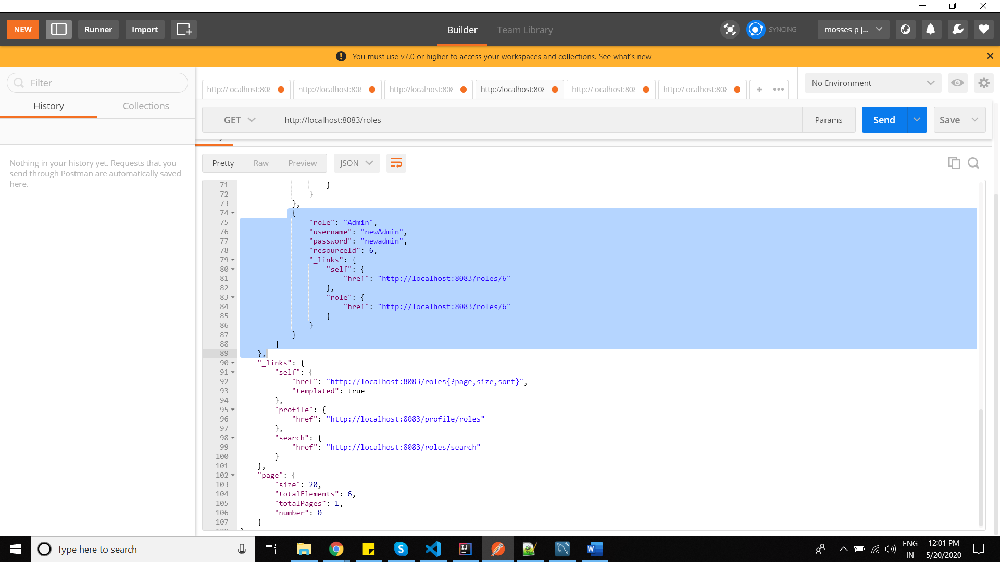 NEW
Runner
Import
Builder
Team Library
SYNCING
mosses p j...
You must use v7.0 or higher to access your workspaces and collections. See what's new
Filter
History
Collections
Nothing in your history yet. Requests that you
send through Postman are automatically saved
here.
http://localhost:808
http://localhost:808
http://localhost:808
http://localhost:808
http://localhost:808
http://localhost:808
No Environment
GET
http://localhost:8083/roles
Params
Send
Save
Pretty
Raw
Preview
JSON
71 }
72 }
73 },
74 {
75 "role": "Admin",
76 "username": "newAdmin",
77 "password": "newadmin",
78 "resourceId": 6,
79 "_links": {
80 "self": {
81 "href": "http://localhost:8083/roles/6"
82 },
83 "role": {
84 "href": "http://localhost:8083/roles/6"
85 }
86 }
87 }
88 ]
89 },
90 "_links": {
91 "self": {
92 "href": "http://localhost:8083/roles{?page,size,sort}",
93 "templated": true
94 },
95 "profile": {
96 "href": "http://localhost:8083/profile/roles"
97 },
98 "search": {
99 "href": "http://localhost:8083/roles/search"
100 }
101 },
102 "page": {
103 "size": 20,
104 "totalElements": 6,
105 "totalPages": 1,
106 "number": 0
107 }
Type here to search
ENG
IN
12:01 PM
5/20/2020